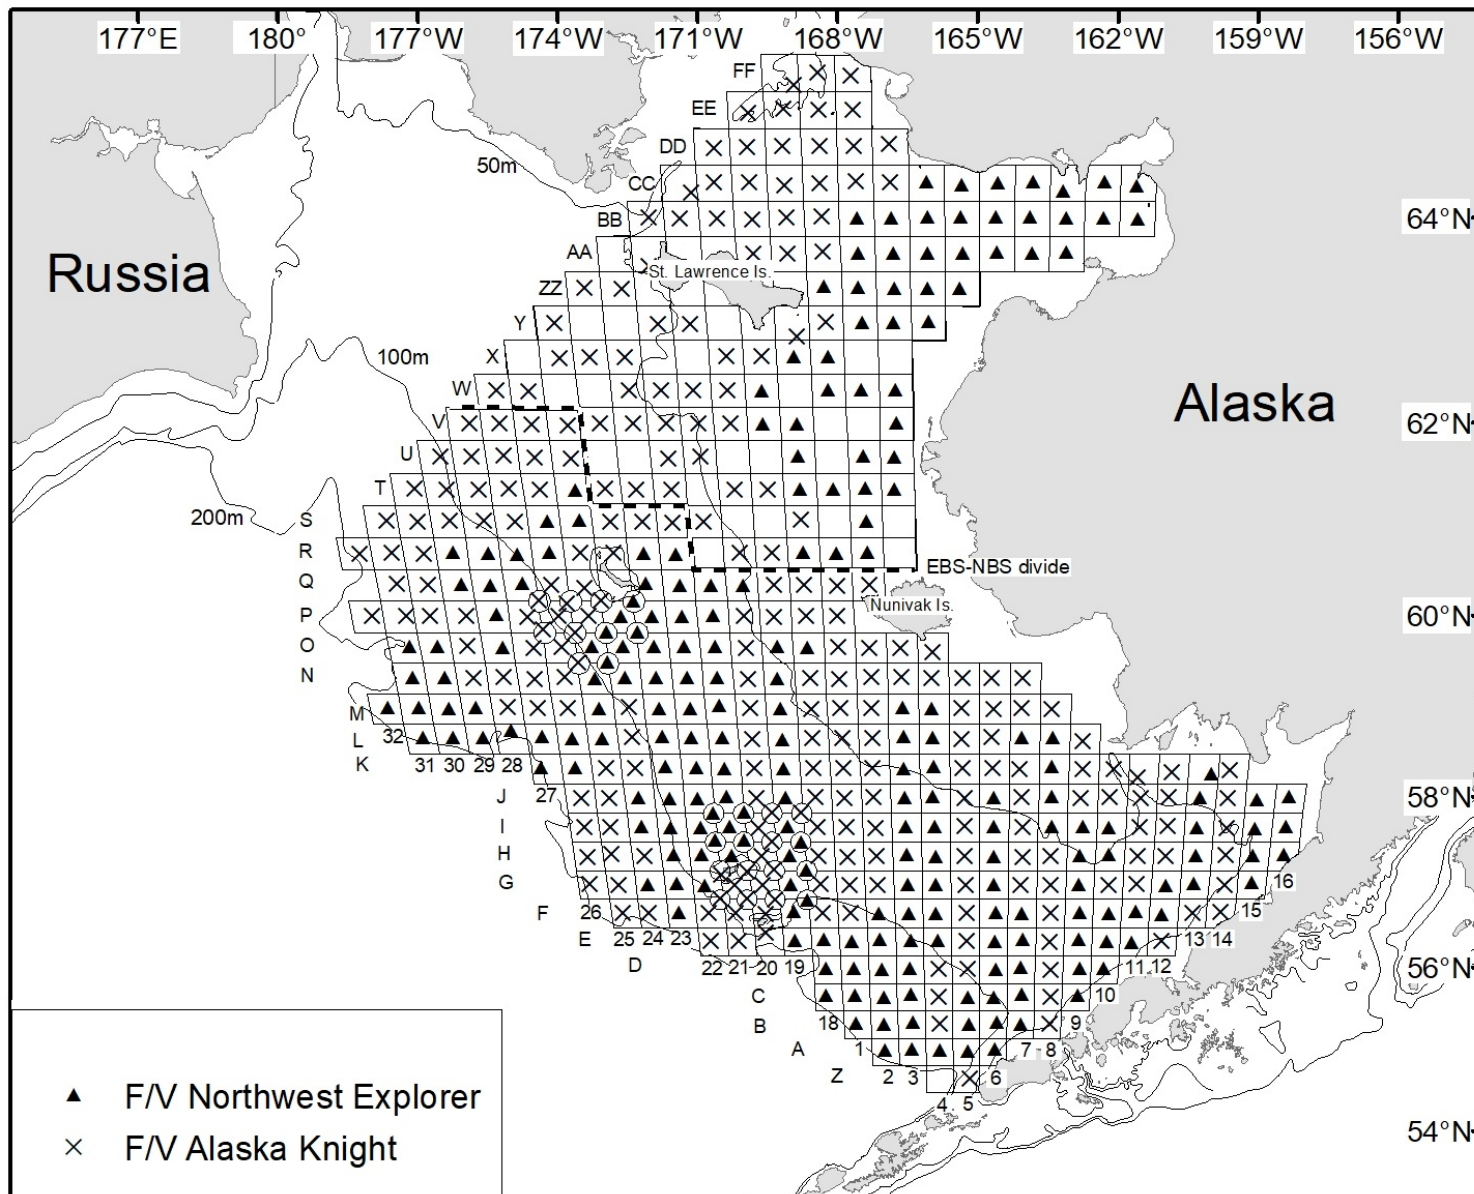 177°E 180° 177°W 174°W 171°W 168°W 165°W 162°W 159°W 156°W
FF
EE
DD
50m
CC
BB
64°N
AA
Russia
St. Lawrence Is.
ZZ
Y
100m
X
W
Alaska
V
62°N
U
T
200m
S
R
EBS-NBS divide
Q
Nunivak Is.
P
60°N
O
N
M
32
L
31 30 29 28
K
27
J
58°N
I
H
G
16
26
F
15
E
25 24 23
13 14
D
22 21 20 19
11 12
56°N
C
10
B
18
9
A
1
7 8
Z
2 3
6
4 5
F/V Northwest Explorer
F/V Alaska Knight
54°N